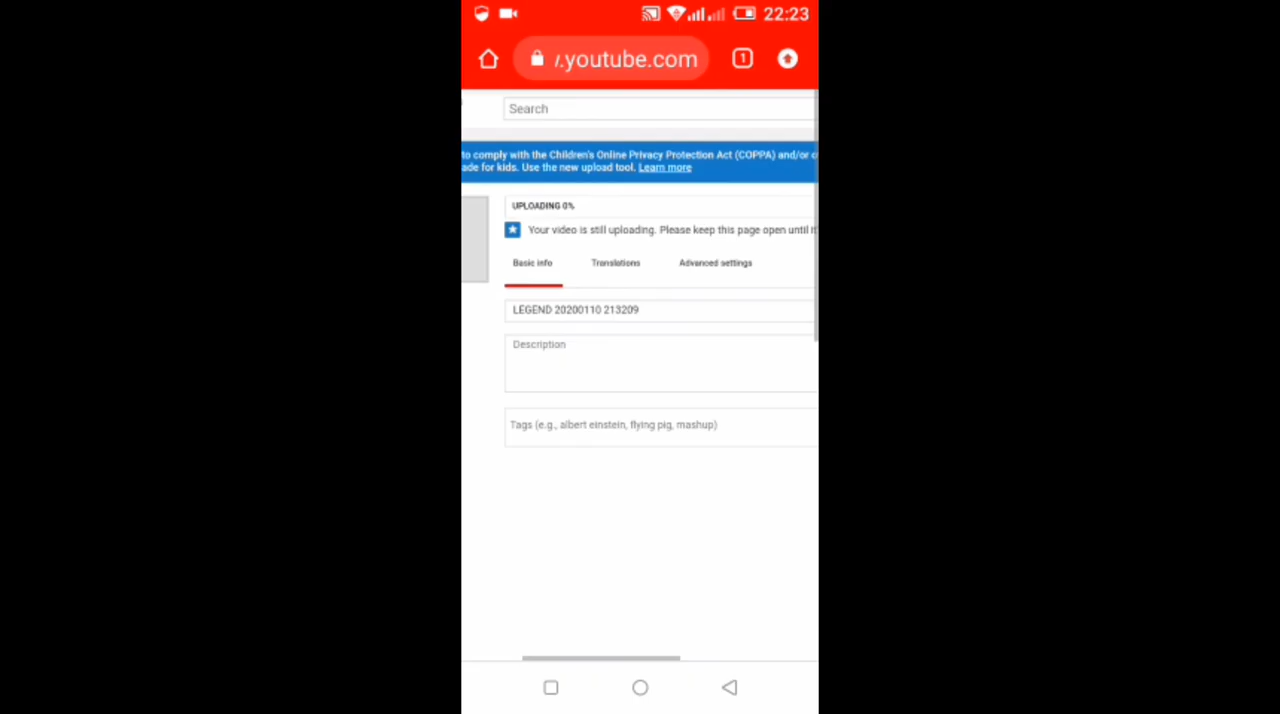 22:23
/.youtube.com
1
Search
to comply with the Children's Online Privacy Protection Act (COPPA) and/or
ade for kids. Use the new upload tool. Learn more
UPLOADING 0%
Your video is still uploading. Please keep this page open until
Basic info Translations Advanced settings
LEGEND 20200110 213209
Description
Tags (e.g., albert einstein, flying pig, mashup)